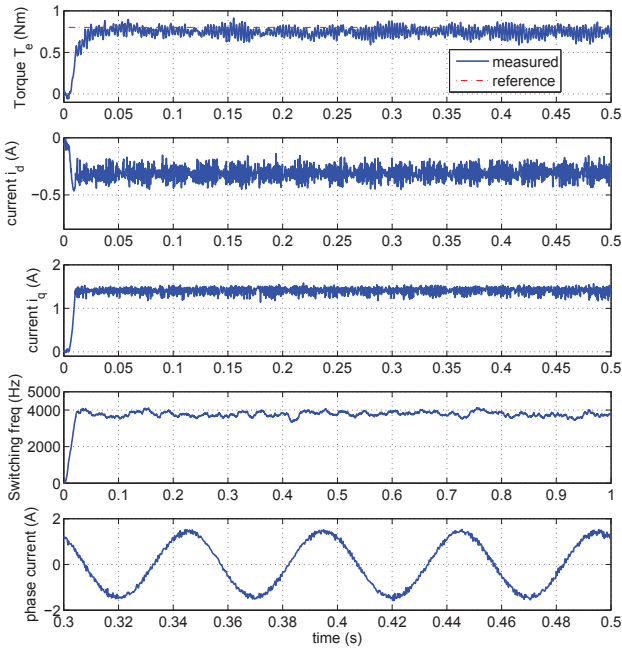 Torque T_e (Nm)
1.5
1
0.5
0
measured
reference
0 0.05 0.1 0.15 0.2 0.25 0.3 0.35 0.4 0.45 0.5
current i_d (A)
0
−0.5
0 0.05 0.1 0.15 0.2 0.25 0.3 0.35 0.4 0.45 0.5
current i_q (A)
2
1
0
0 0.05 0.1 0.15 0.2 0.25 0.3 0.35 0.4 0.45 0.5
Switching freq (Hz)
5000
4000
2000
0
0 0.1 0.2 0.3 0.4 0.5 0.6 0.7 0.8 0.9 1
phase current (A)
2
0
−2
0.3 0.32 0.34 0.36 0.38 0.4 0.42 0.44 0.46 0.48 0.5
time (s)